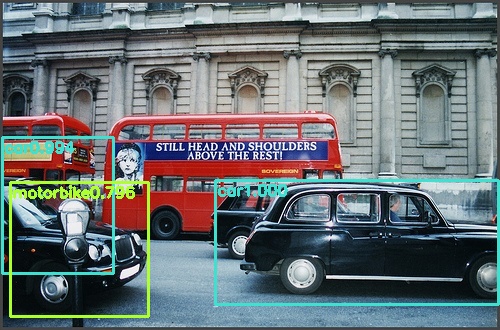 STILL HEAD AND SHOULDERS
ABOVE THE REST!
SOVEREIGN
SOVEREIGN
car0.994
"motorbike0.796"
car1.000